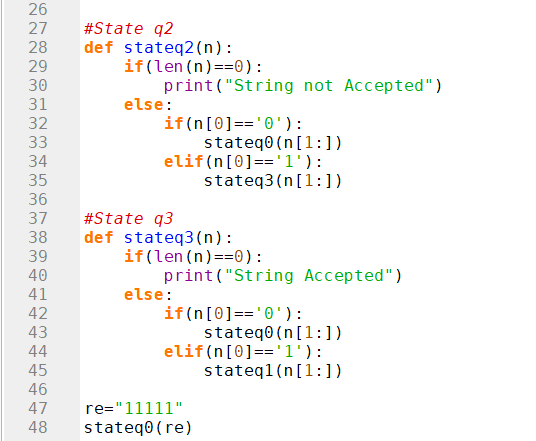 26
27 #State q2
28 def stateq2(n):
29     if(len(n)==0):
30         print("String not Accepted")
31     else:
32         if(n[0]=='0'):
33             stateq0(n[1:])
34         elif(n[0]=='1'):
35             stateq3(n[1:])
36
37 #State q3
38 def stateq3(n):
39     if(len(n)==0):
40         print("String Accepted")
41     else:
42         if(n[0]=='0'):
43             stateq0(n[1:])
44         elif(n[0]=='1'):
45             stateq1(n[1:])
46
47 re="11111"
48 stateq0(re)